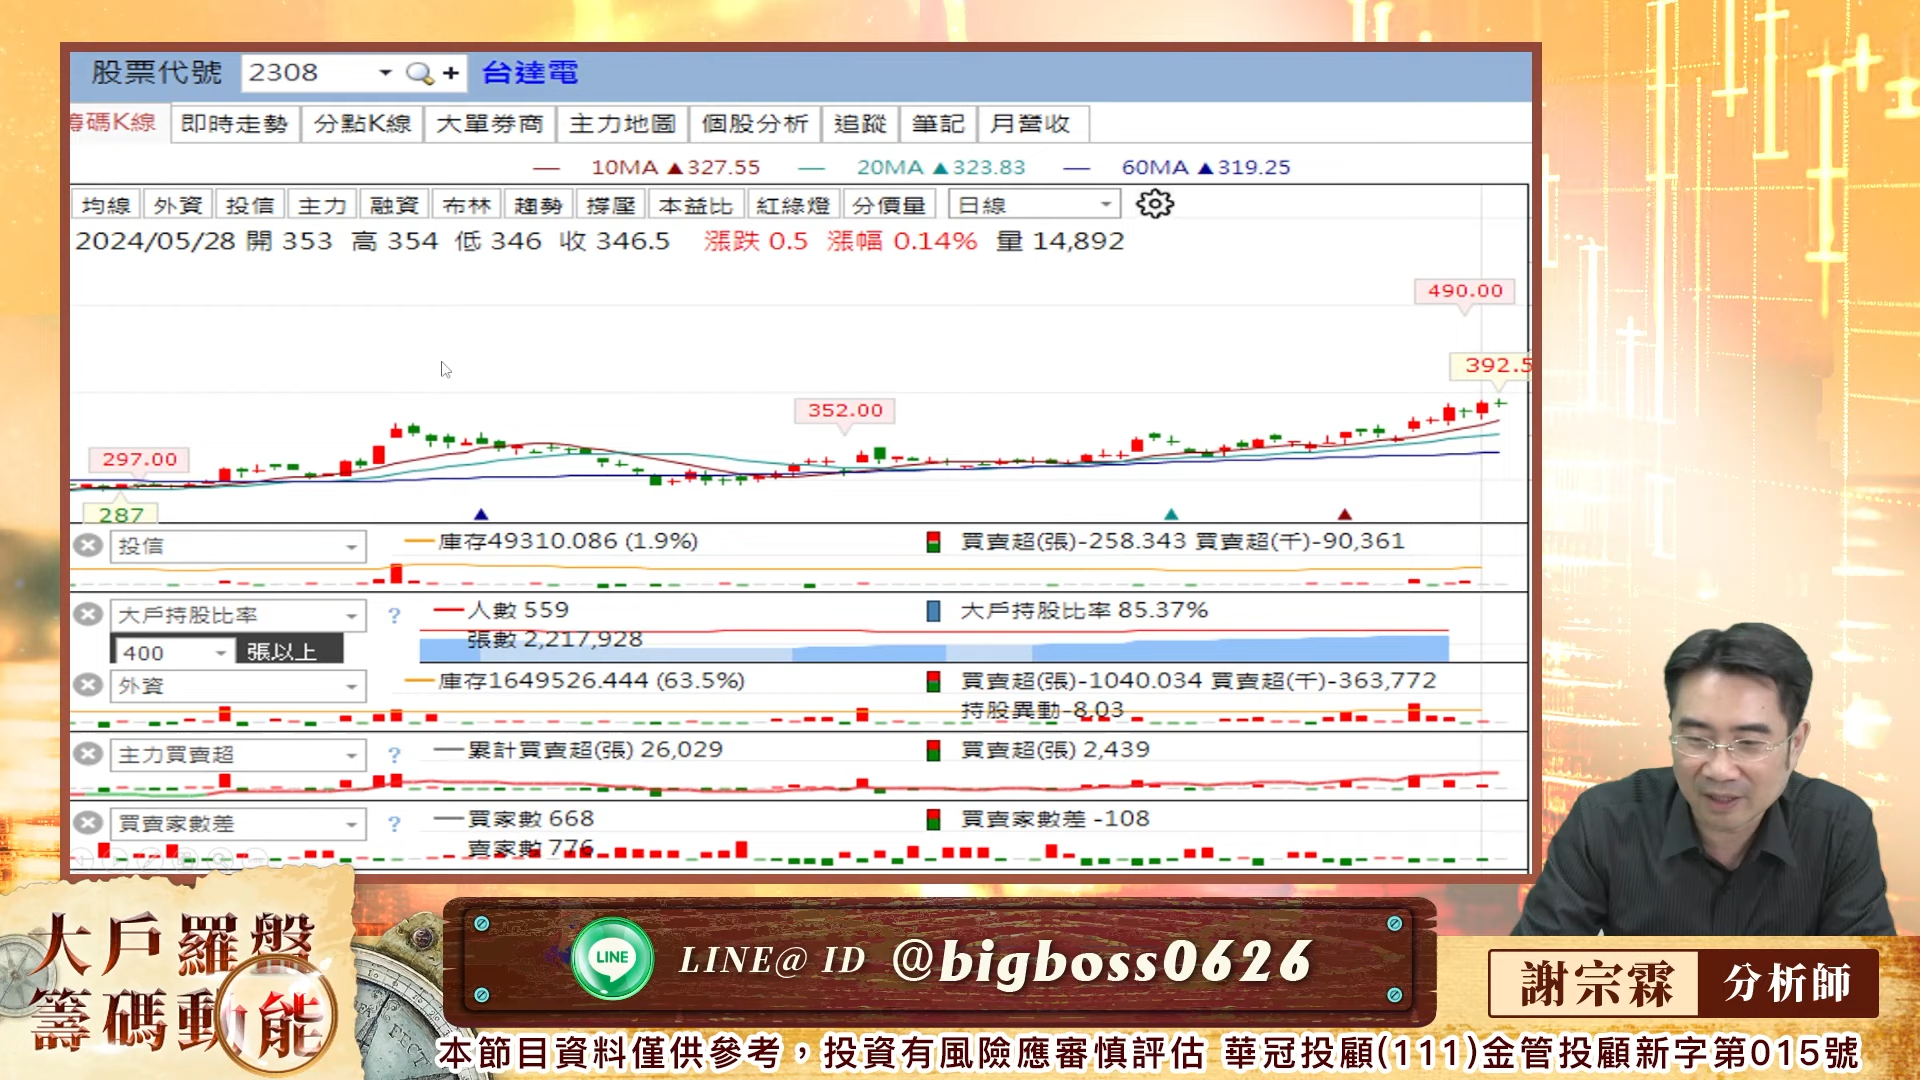 股票代號 2308 台達電
籌碼K線 即時走勢 分點K線 大單券商 主力地圖 個股分析 追蹤 筆記 月營收
10MA ▲327.55 20MA ▲323.83 60MA ▲319.25
均線 外資 投信 主力 融資 布林 趨勢 撐壓 本益比 紅綠燈 分價量 日線
2024/05/28 開 353 高 354 低 346 收 346.5 漲跌 0.5 漲幅 0.14% 量 14,892
490.00
392.5
352.00
297.00
287
投信 庫存49310.086 (1.9%) 買賣超(張)-258.343 買賣超(千)-90,361
大戶持股比率 ? 人數 559 大戶持股比率 85.37%
400 張以上 張數 2,217,928
外資 庫存1649526.444 (63.5%) 買賣超(張)-1040.034 買賣超(千)-363,772
持股異動-8.03
主力買賣超 ? 累計買賣超(張) 26,029 買賣超(張) 2,439
買賣家數差 ? 買家數 668 買賣家數差 -108
賣家數 776
大戶羅盤
籌碼動能
LINE LINE@ ID @bigboss0626
謝宗霖 分析師
本節目資料僅供參考，投資有風險應審慎評估 華冠投顧(111)金管投顧新字第015號